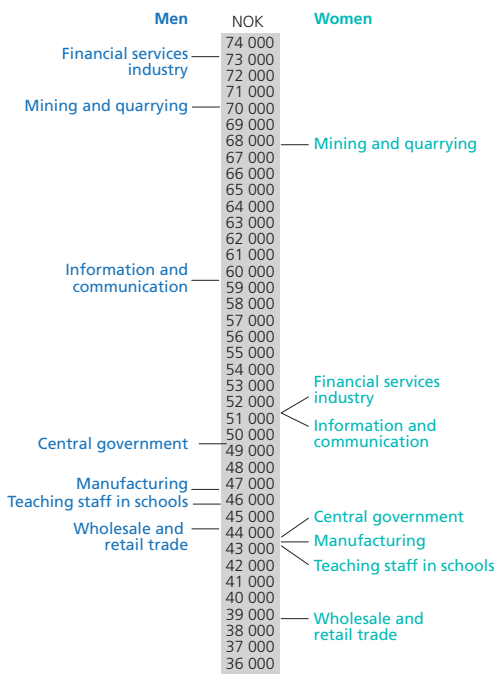 Men
NOK
Women
Financial services
industry
Mining and quarrying
Information and
communication
Central government
Manufacturing
Teaching staff in schools
Wholesale and
retail trade
74 000
73 000
72 000
71 000
70 000
69 000
68 000
67 000
66 000
65 000
64 000
63 000
62 000
61 000
60 000
59 000
58 000
57 000
56 000
55 000
54 000
53 000
52 000
51 000
50 000
49 000
48 000
47 000
46 000
45 000
44 000
43 000
42 000
41 000
40 000
39 000
38 000
37 000
36 000
Mining and quarrying
Financial services
industry
Information and
communication
Central government
Manufacturing
Teaching staff in schools
Wholesale and
retail trade